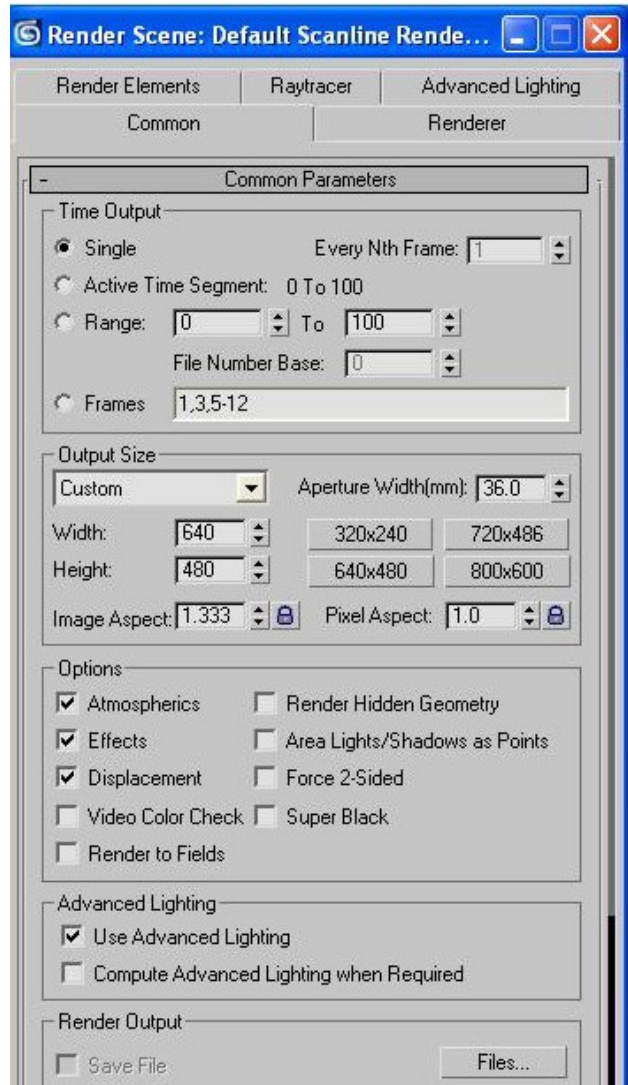 Render Scene: Default Scanline Rende...
Render Elements Raytracer Advanced Lighting
Common Renderer
- Common Parameters -
Time Output
Single Every Nth Frame: 1
Active Time Segment: 0 To 100
Range: 0 To 100
File Number Base: 0
Frames 1,3,5-12
Output Size
Custom Aperture Width(mm): 36.0
Width: 640 320x240 720x486
Height: 480 640x480 800x600
Image Aspect: 1.333 Pixel Aspect: 1.0
Options
Atmospherics Render Hidden Geometry
Effects Area Lights/Shadows as Points
Displacement Force 2-Sided
Video Color Check Super Black
Render to Fields
Advanced Lighting
Use Advanced Lighting
Compute Advanced Lighting when Required
Render Output
Save File Files...